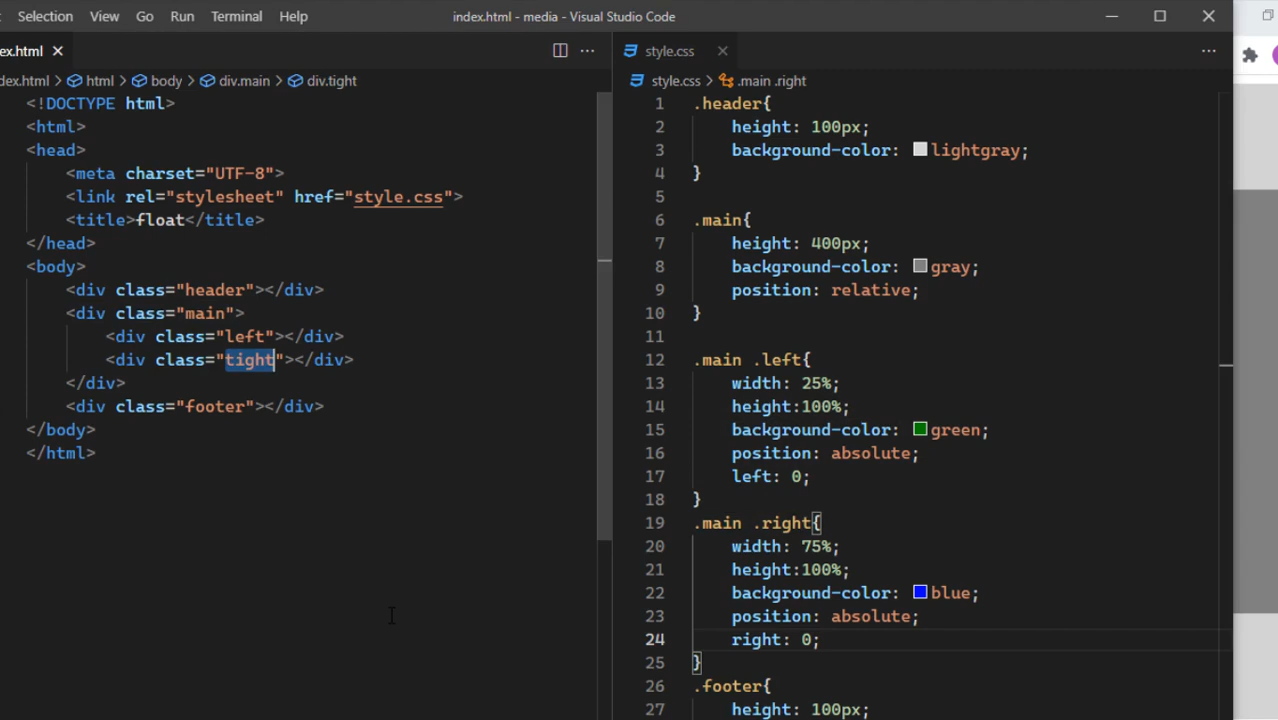 Selection View Go Run Terminal Help index.html - media - Visual Studio Code
ex.html
dex.html > html > body > div.main > div.tight
<!DOCTYPE html>
<html>
<head>
<meta charset="UTF-8">
<link rel="stylesheet" href="style.css">
<title>float</title>
</head>
<body>
<div class="header"></div>
<div class="main">
<div class="left"></div>
<div class="tight"></div>
</div>
<div class="footer"></div>
</body>
</html>
style.css
style.css > .main .right
1 .header{
2 height: 100px;
3 background-color: lightgray;
4 }
5
6 .main{
7 height: 400px;
8 background-color: gray;
9 position: relative;
10 }
11
12 .main .left{
13 width: 25%;
14 height:100%;
15 background-color: green;
16 position: absolute;
17 left: 0;
18 }
19 .main .right{
20 width: 75%;
21 height:100%;
22 background-color: blue;
23 position: absolute;
24 right: 0;
25 }
26 .footer{
27 height: 100px;